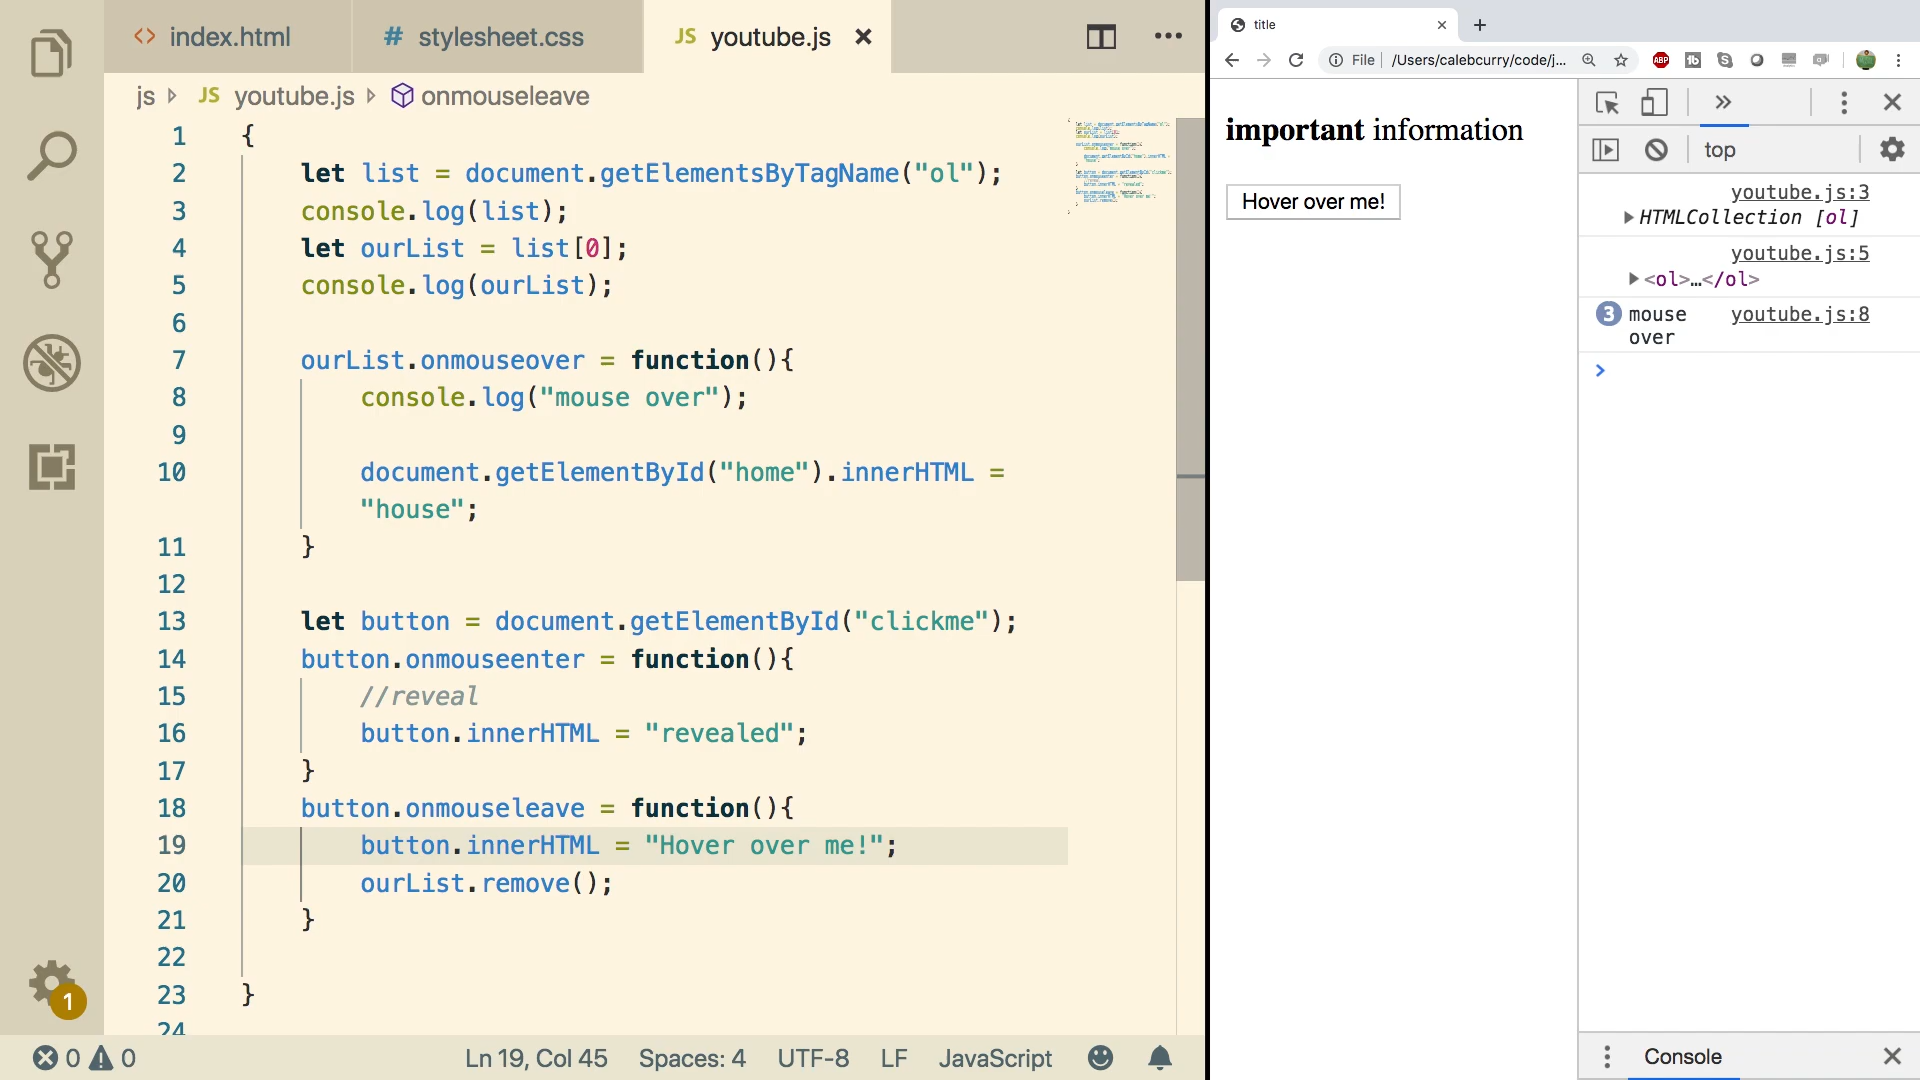 <> index.html
# stylesheet.css
JS youtube.js
js JS youtube.js onmouseleave
1 {
2 let list = document.getElementsByTagName("ol");
3 console.log(list);
4 let ourList = list[0];
5 console.log(ourList);
6
7 ourList.onmouseover = function(){
8 console.log("mouse over");
9
10 document.getElementById("home").innerHTML =
"house";
11 }
12
13 let button = document.getElementById("clickme");
14 button.onmouseenter = function(){
15 //reveal
16 button.innerHTML = "revealed";
17 }
18 button.onmouseleave = function(){
19 button.innerHTML = "Hover over me!";
20 ourList.remove();
21 }
22
23 }
24
1
0 0 Ln 19, Col 45 Spaces: 4 UTF-8 LF JavaScript
title
File /Users/calebcurry/code/j...
ABP
important information
Hover over me!
top
youtube.js:3
HTMLCollection [ol]
youtube.js:5
<ol>…</ol>
3 mouse over youtube.js:8
Console